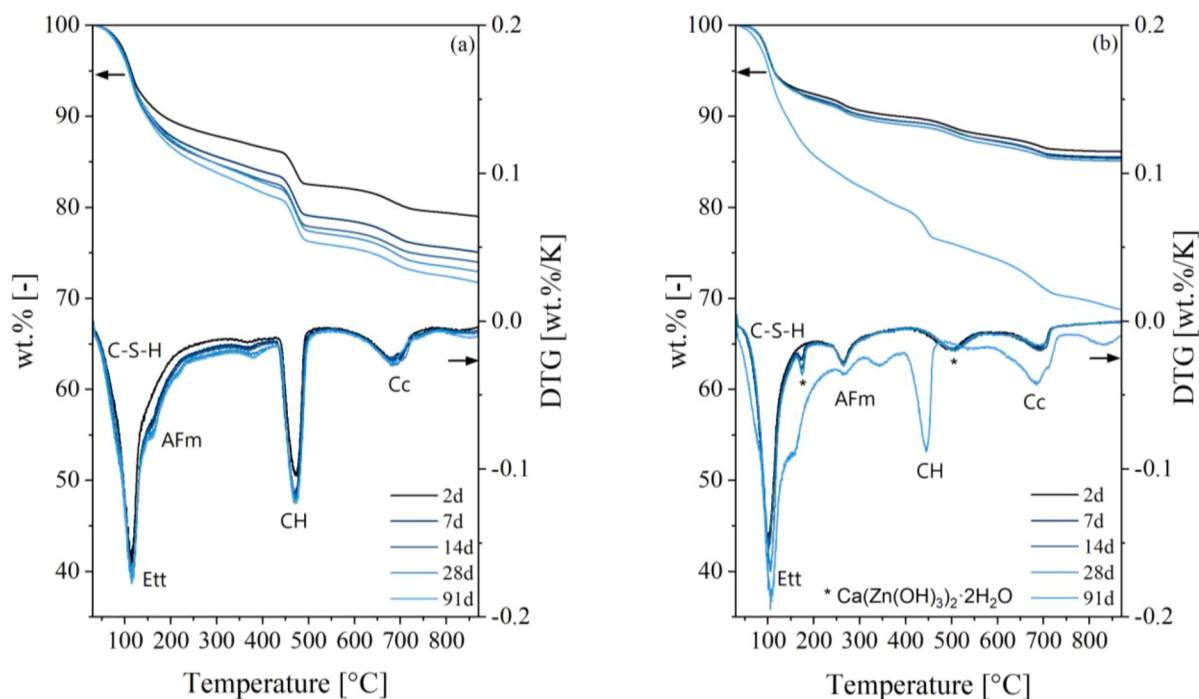 (a)
100
90
80
70
60
50
40
wt.% [-]
0.2
0.1
0.0
-0.1
-0.2
DTG [wt.%/K]
C-S-H
AFm
Ett
CH
Cc
2d
7d
14d
28d
91d
100 200 300 400 500 600 700 800
Temperature [°C]
(b)
100
90
80
70
60
50
40
wt.% [-]
0.2
0.1
0.0
-0.1
-0.2
DTG [wt.%/K]
C-S-H
*
AFm
*
Cc
CH
Ett
2d
7d
14d
28d
91d
* Ca(Zn(OH)₃)₂·2H₂O
100 200 300 400 500 600 700 800
Temperature [°C]